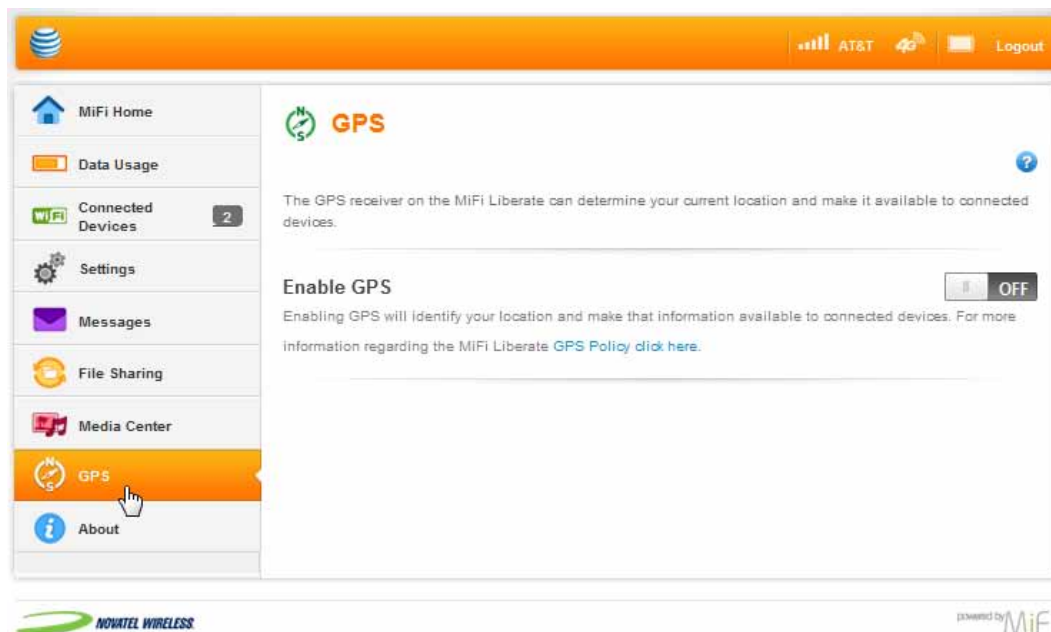 AT&T 4G Logout
MiFi Home
Data Usage
WiFi Connected
Devices
2
Settings
Messages
File Sharing
Media Center
N
S
GPS
About
N
S
GPS
?
The GPS receiver on the MiFi Liberate can determine your current location and make it available to connected
devices.
Enable GPS
OFF
Enabling GPS will identify your location and make that information available to connected devices. For more
information regarding the MiFi Liberate GPS Policy click here.
NOVATEL WIRELESS.
powered by MiF